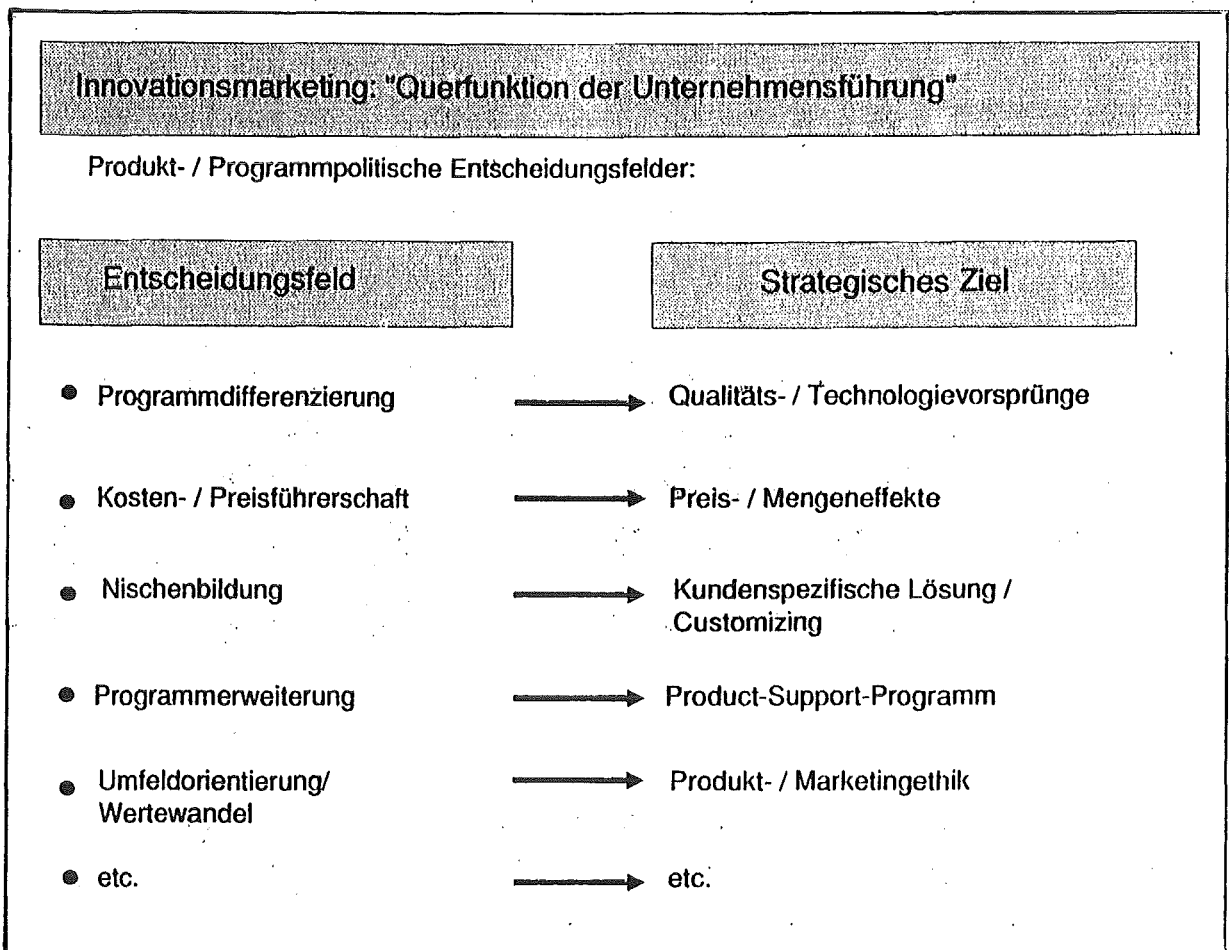 Innovationsmarketing: "Querfunktion der Unternehmensführung"
Produkt- / Programmpolitische Entscheidungsfelder:
Entscheidungsfeld Strategisches Ziel
• Programmdifferenzierung Qualitäts- / Technologievorsprünge
• Kosten- / Preisführerschaft Preis- / Mengeneffekte
• Nischenbildung Kundenspezifische Lösung /
Customizing
• Programmerweiterung Product-Support-Programm
• Umfeldorientierung/ Produkt- / Marketingethik
Wertewandel
• etc. etc.